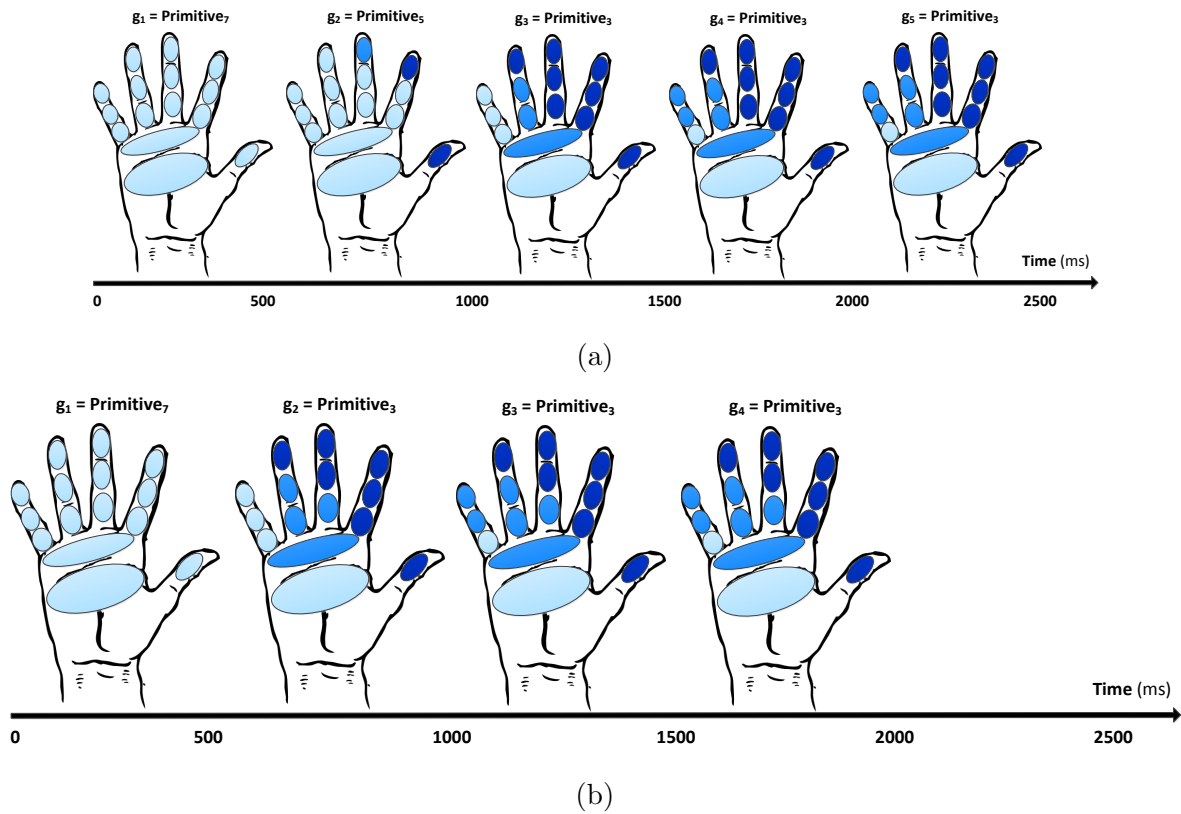 g₁ = Primitive₇ g₂ = Primitive₅ g₃ = Primitive₃ g₄ = Primitive₃ g₅ = Primitive₃
Time (ms)
0 500 1000 1500 2000 2500
(a)
g₁ = Primitive₇ g₂ = Primitive₃ g₃ = Primitive₃ g₄ = Primitive₃
Time (ms)
0 500 1000 1500 2000 2500
(b)